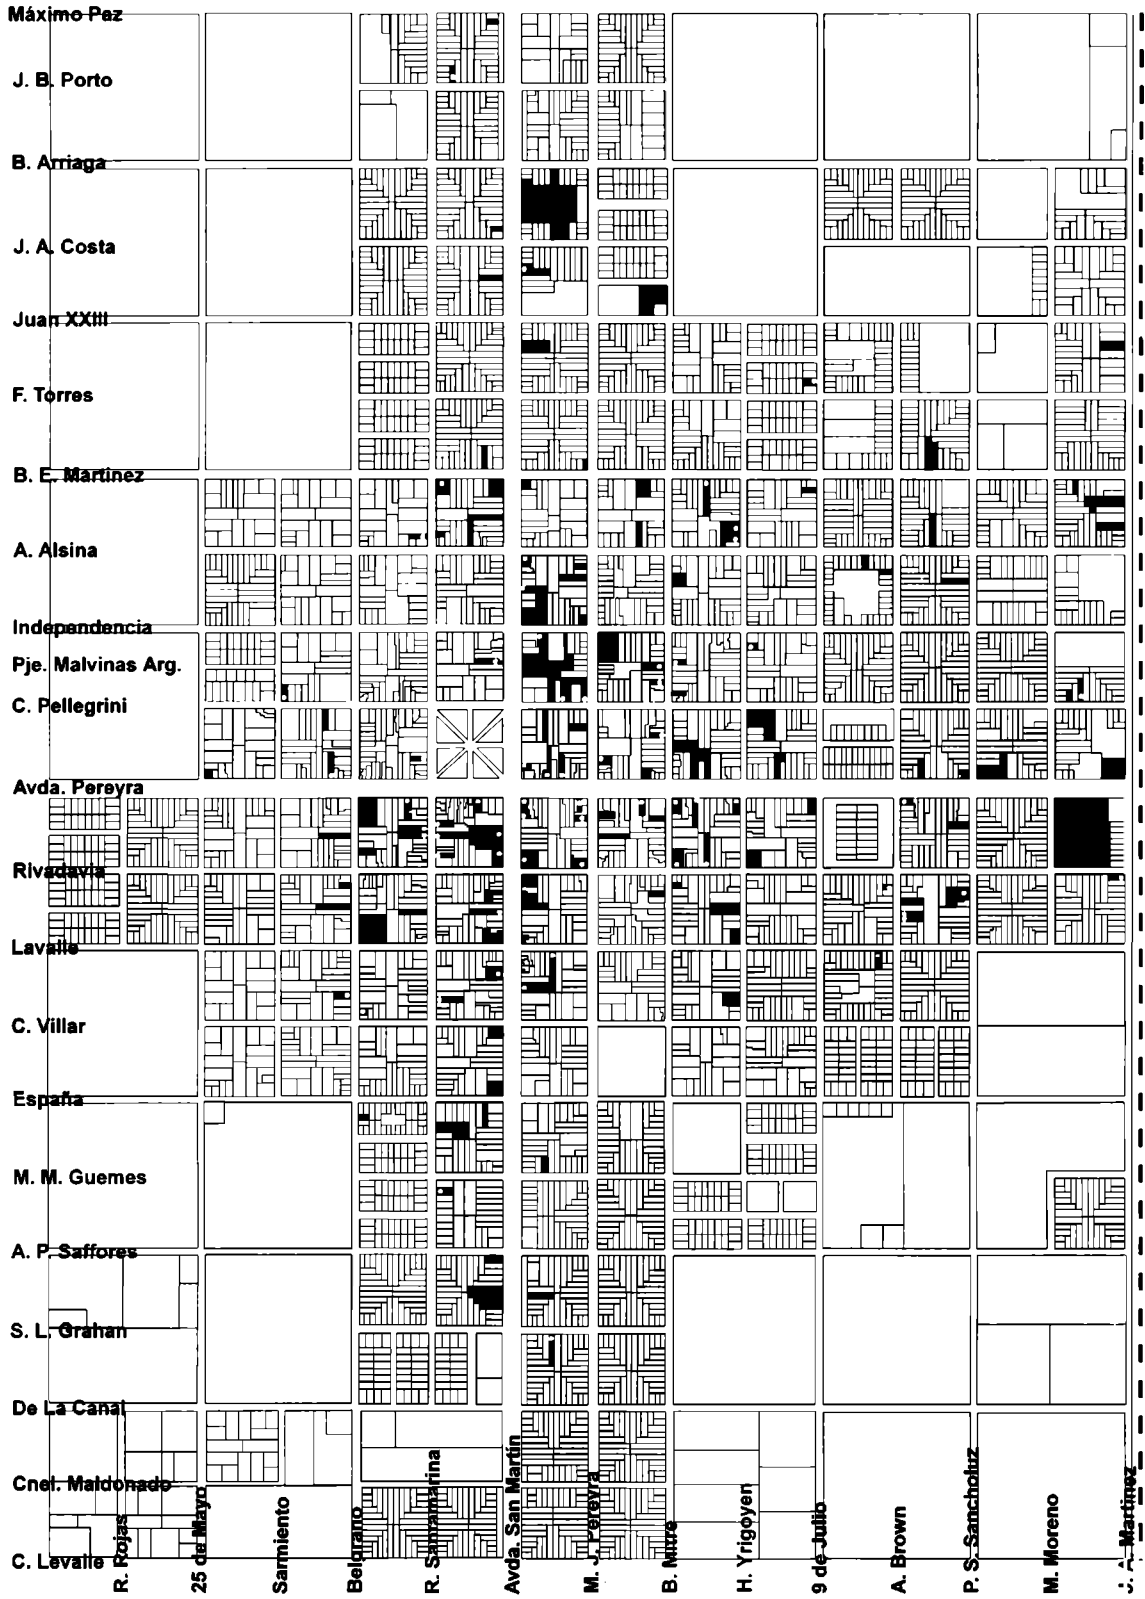 Máximo Paz
J. B. Porto
B. Arriaga
J. A. Costa
Juan XXIII
F. Torres
B. E. Martinez
A. Alsina
Independencia
Pje. Malvinas Arg.
C. Pellegrini
Avda. Pereyra
Rivadavia
Lavalle
C. Villar
España
M. M. Guemes
A. P. Saffores
S. L. Grahan
De La Canal
Cnel. Maldonado
C. Levalle
R. Rojas
25 de Mayo
Sarmiento
Belgrano
R. Santamarina
Avda. San Martín
M. J. Pereyra
B. Mitre
H. Yrigoyen
9 de Julio
A. Brown
P. S. Sancholuz
M. Moreno
J. A. Martinez